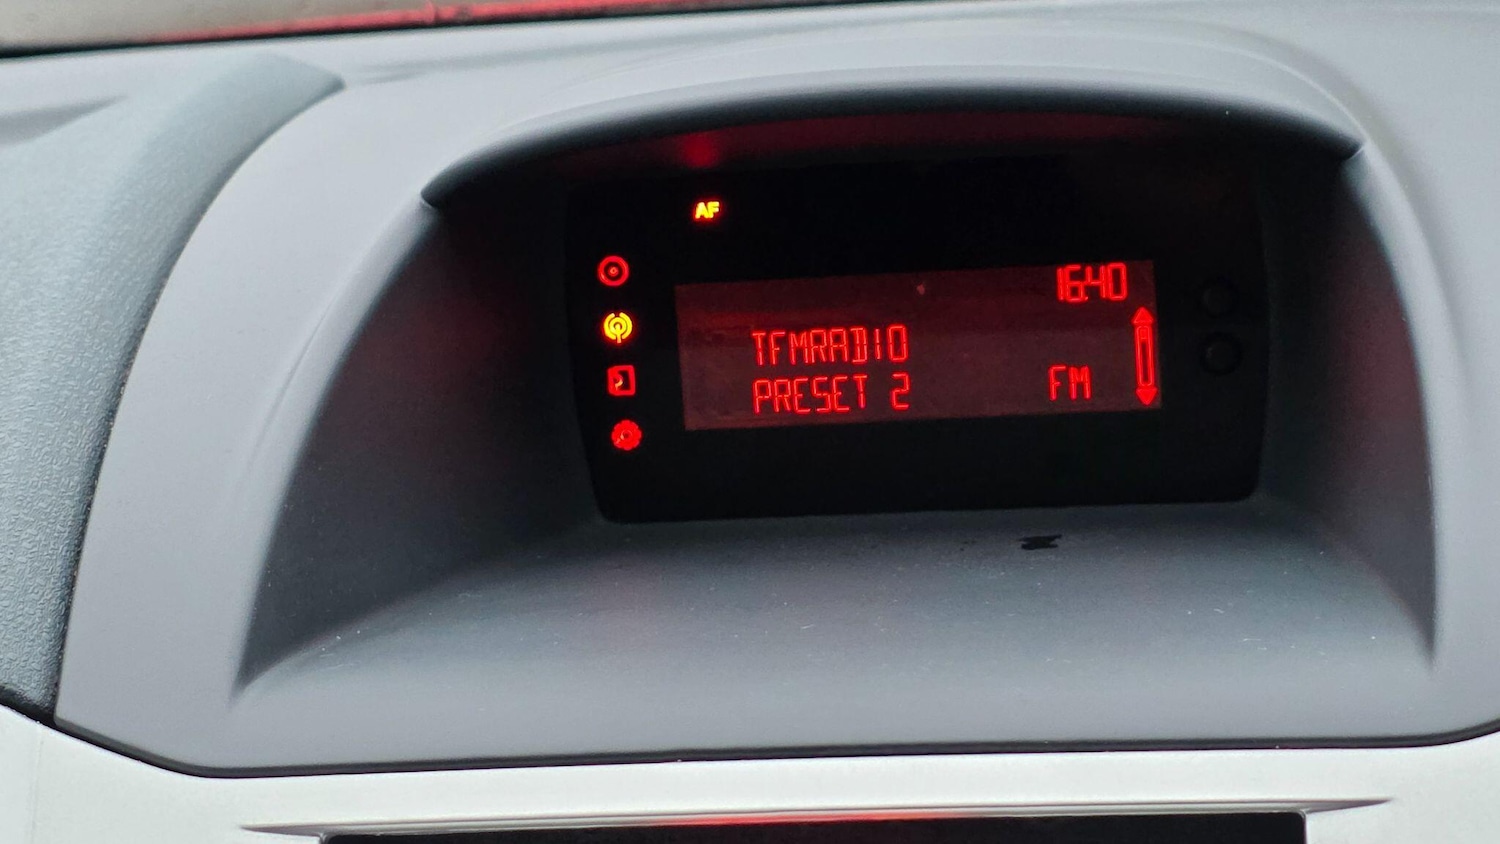 AF
16:40
TFMRADIO
PRESET 2 FM